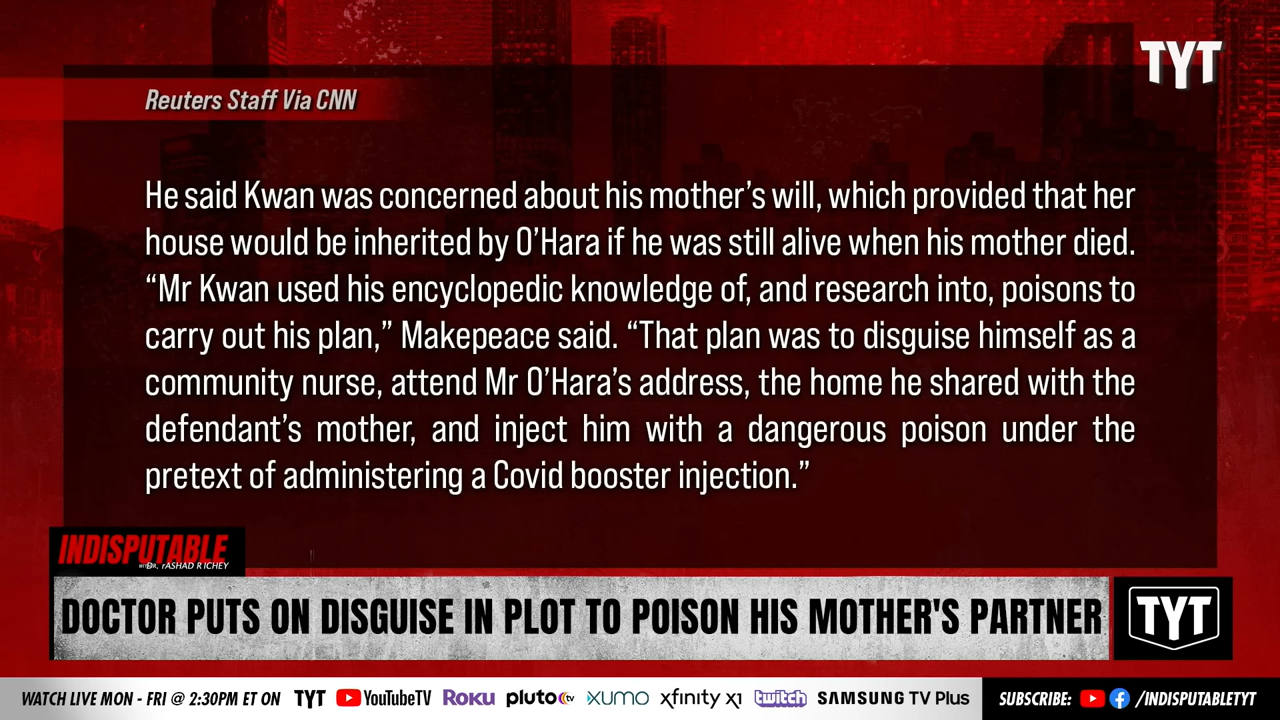 TYT
Reuters Staff Via CNN
He said Kwan was concerned about his mother’s will, which provided that her
house would be inherited by O’Hara if he was still alive when his mother died.
“Mr Kwan used his encyclopedic knowledge of, and research into, poisons to
carry out his plan,” Makepeace said. “That plan was to disguise himself as a
community nurse, attend Mr O’Hara’s address, the home he shared with the
defendant’s mother, and inject him with a dangerous poison under the
pretext of administering a Covid booster injection.”
INDISPUTABLE
WITH DR. RASHAD RICHEY
DOCTOR PUTS ON DISGUISE IN PLOT TO POISON HIS MOTHER'S PARTNER
TYT
WATCH LIVE MON - FRI @ 2:30PM ET ON TYT YouTubeTV ROKU pluto tv XUMO xfinity x1 twitch SAMSUNG TV Plus SUBSCRIBE: /INDISPUTABLETYT